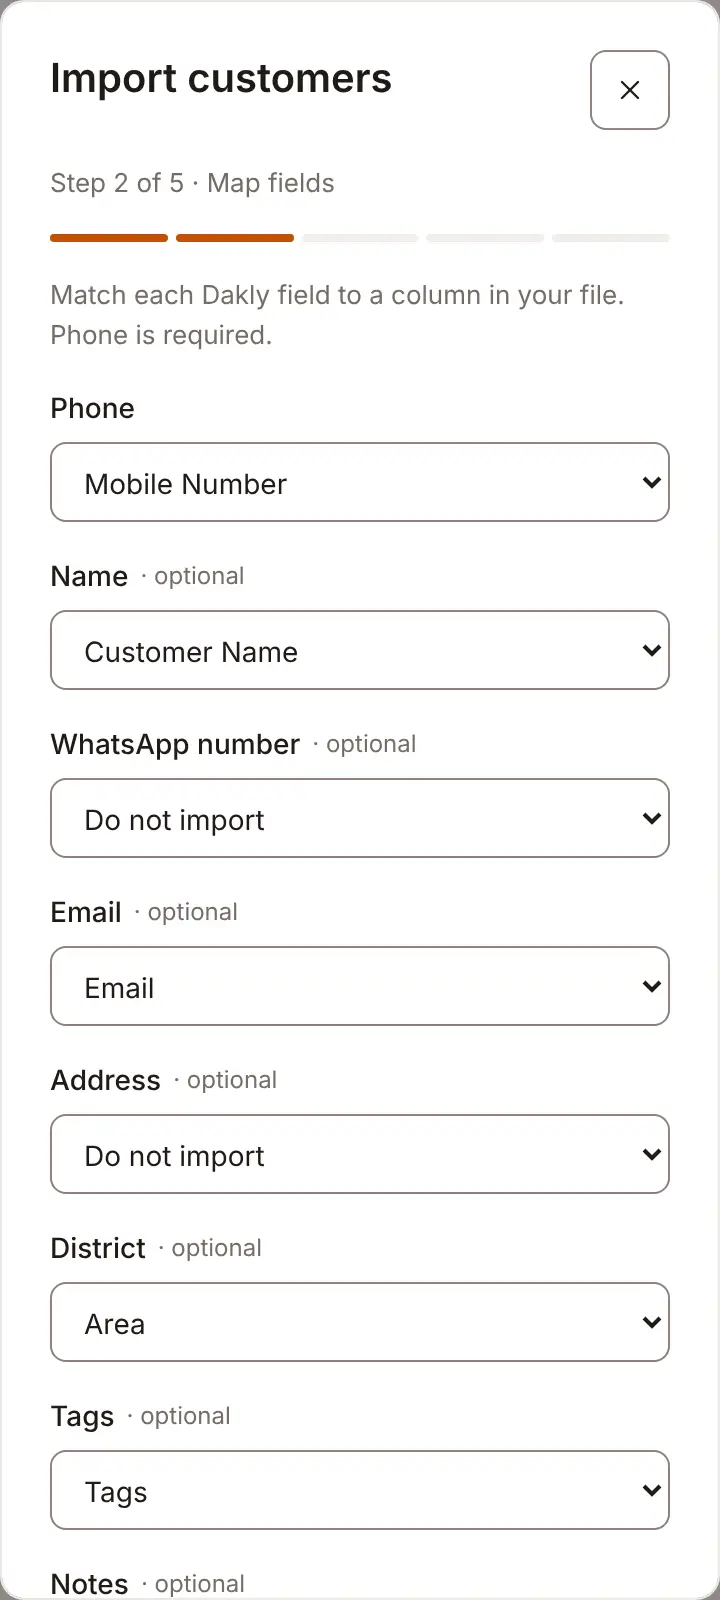 Import customers
Step 2 of 5 · Map fields
Match each Dakly field to a column in your file.
Phone is required.
Phone
Mobile Number
Name · optional
Customer Name
WhatsApp number · optional
Do not import
Email · optional
Email
Address · optional
Do not import
District · optional
Area
Tags · optional
Tags
Notes · optional